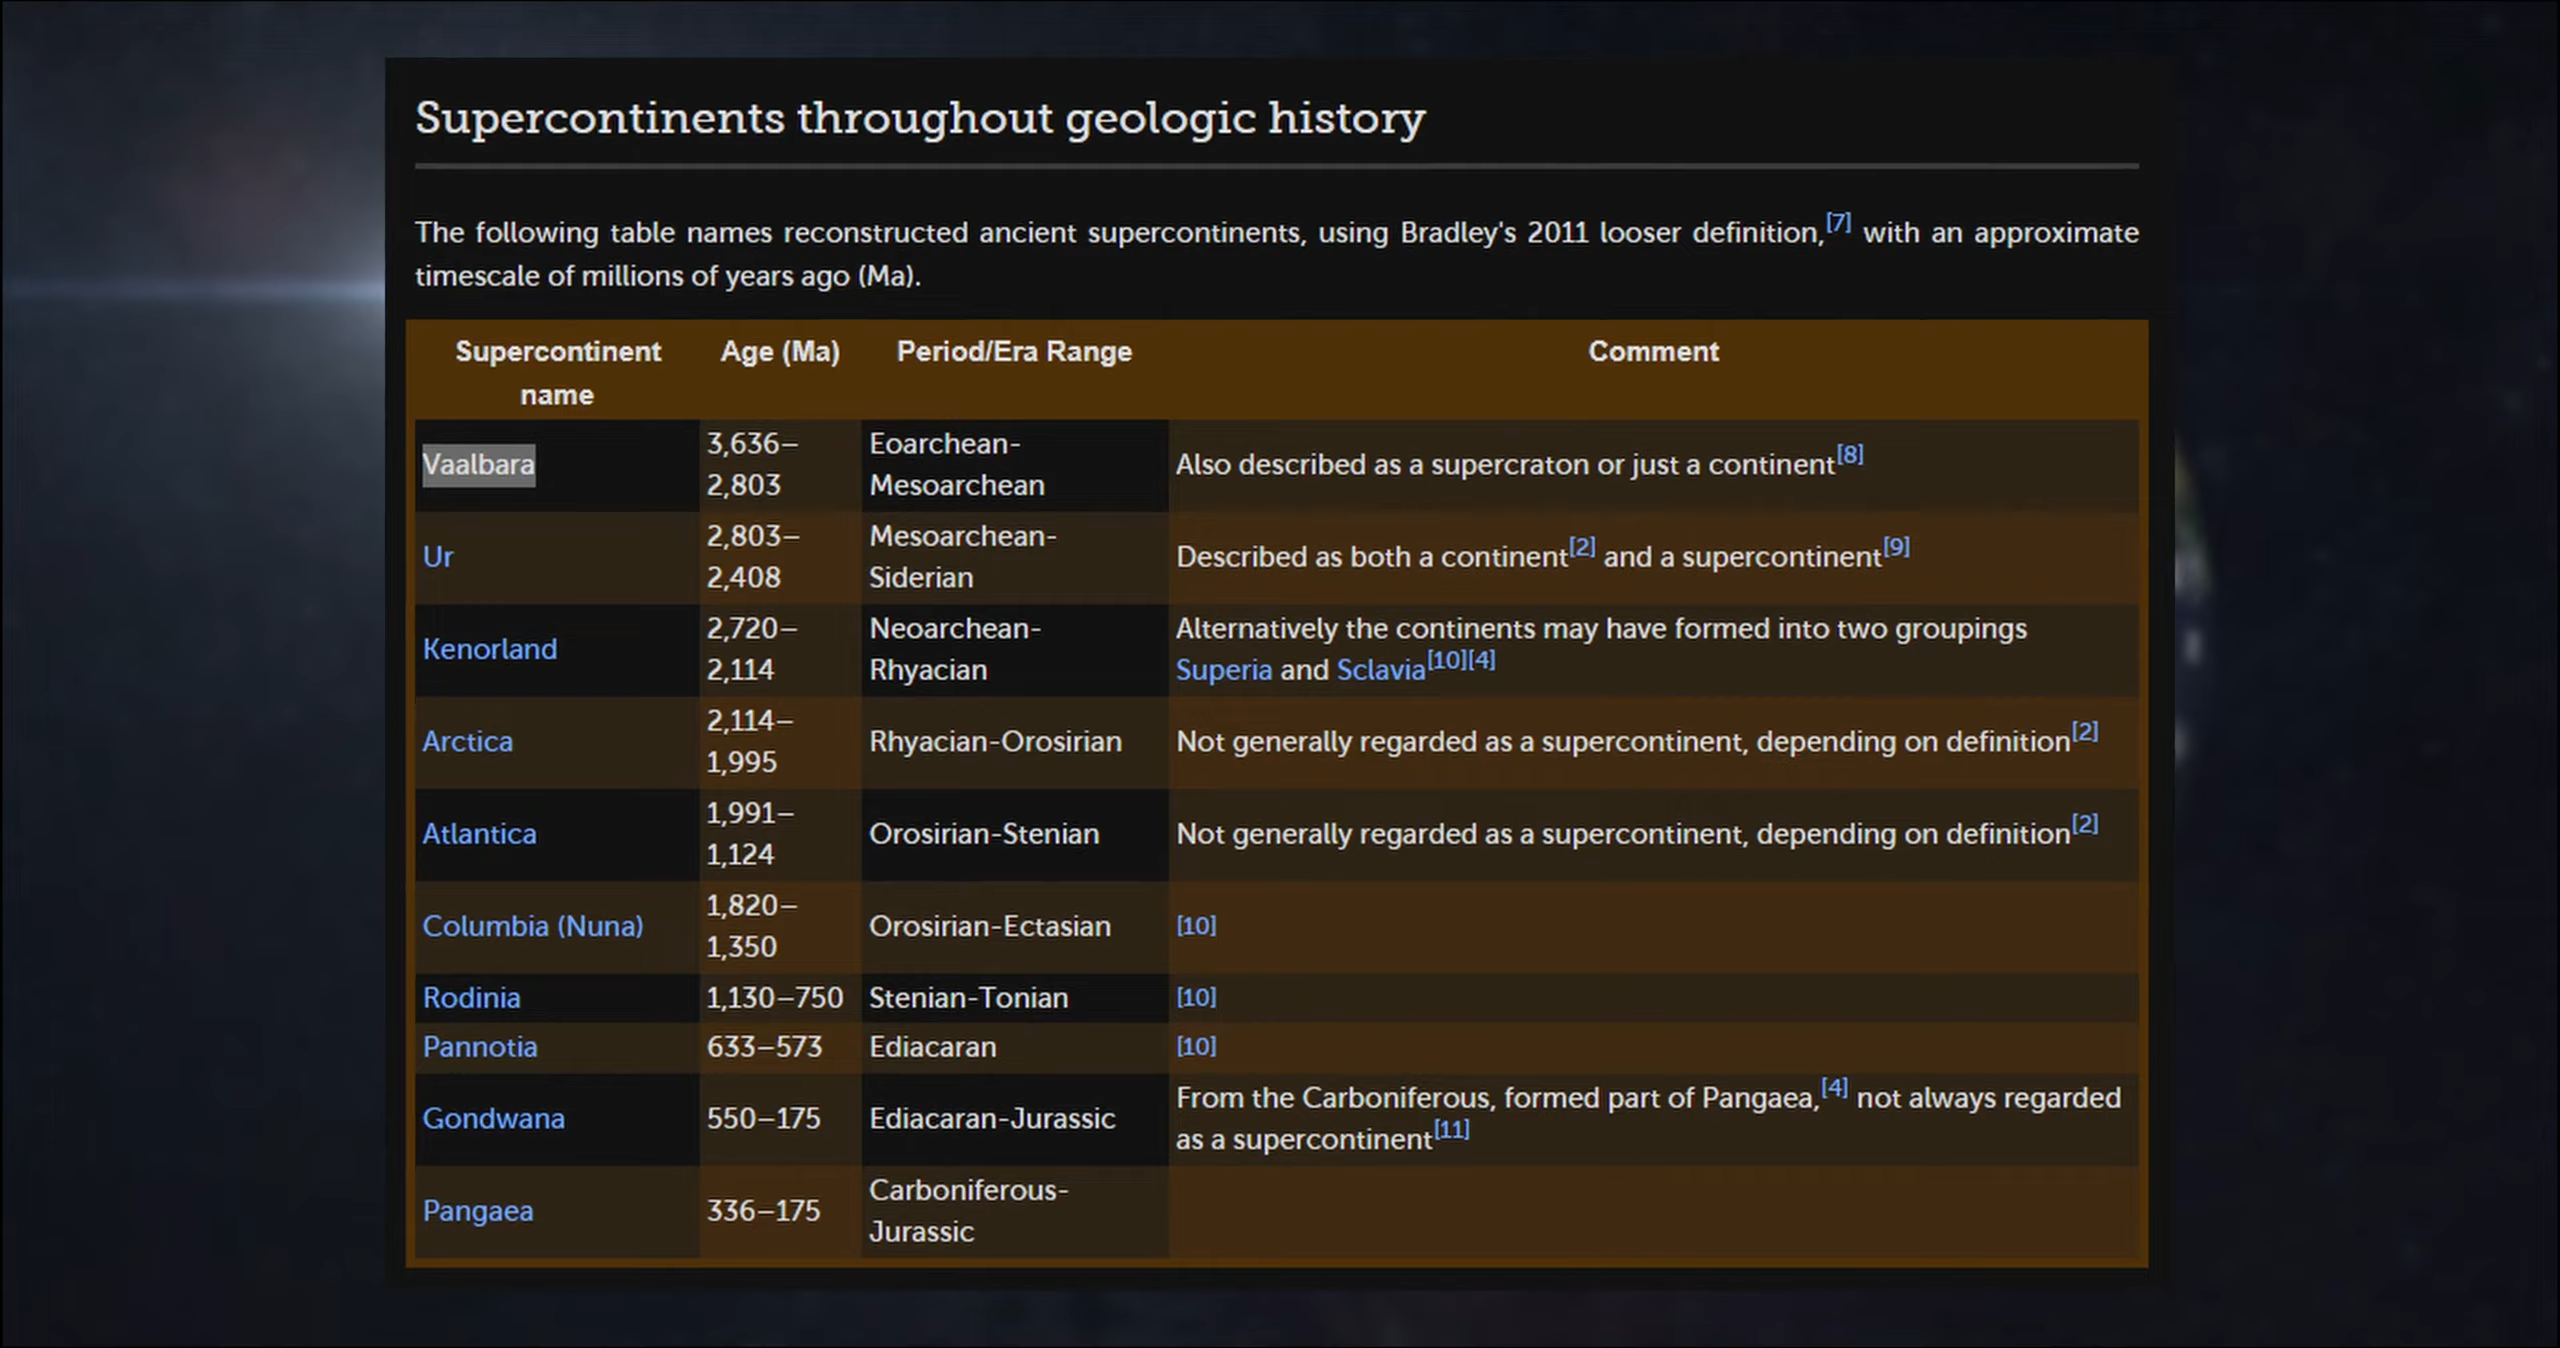 Supercontinents throughout geologic history
The following table names reconstructed ancient supercontinents, using Bradley's 2011 looser definition,[7] with an approximate
timescale of millions of years ago (Ma).
Supercontinent name Age (Ma) Period/Era Range Comment
Vaalbara 3,636–2,803 Eoarchean-Mesoarchean Also described as a supercraton or just a continent[8]
Ur 2,803–2,408 Mesoarchean-Siderian Described as both a continent[2] and a supercontinent[9]
Kenorland 2,720–2,114 Neoarchean-Rhyacian Alternatively the continents may have formed into two groupings Superia and Sclavia[10][4]
Arctica 2,114–1,995 Rhyacian-Orosirian Not generally regarded as a supercontinent, depending on definition[2]
Atlantica 1,991–1,124 Orosirian-Stenian Not generally regarded as a supercontinent, depending on definition[2]
Columbia (Nuna) 1,820–1,350 Orosirian-Ectasian [10]
Rodinia 1,130–750 Stenian-Tonian [10]
Pannotia 633–573 Ediacaran [10]
Gondwana 550–175 Ediacaran-Jurassic From the Carboniferous, formed part of Pangaea,[4] not always regarded as a supercontinent[11]
Pangaea 336–175 Carboniferous-Jurassic